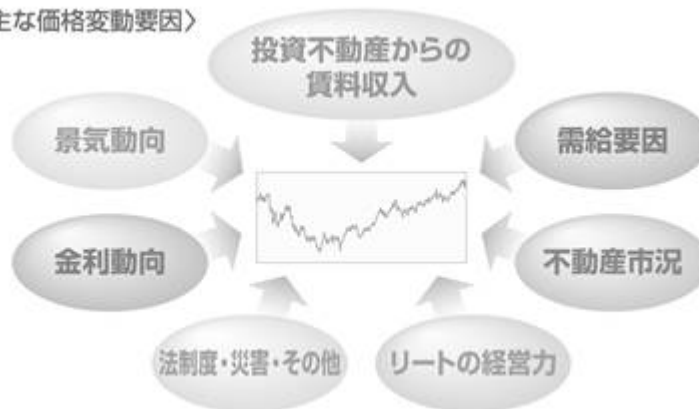 主な価格変動要因〉
投資不動産からの
賃料収入
景気動向
需給要因
金利動向
不動産市況
法制度・災害・その他
リートの経営力